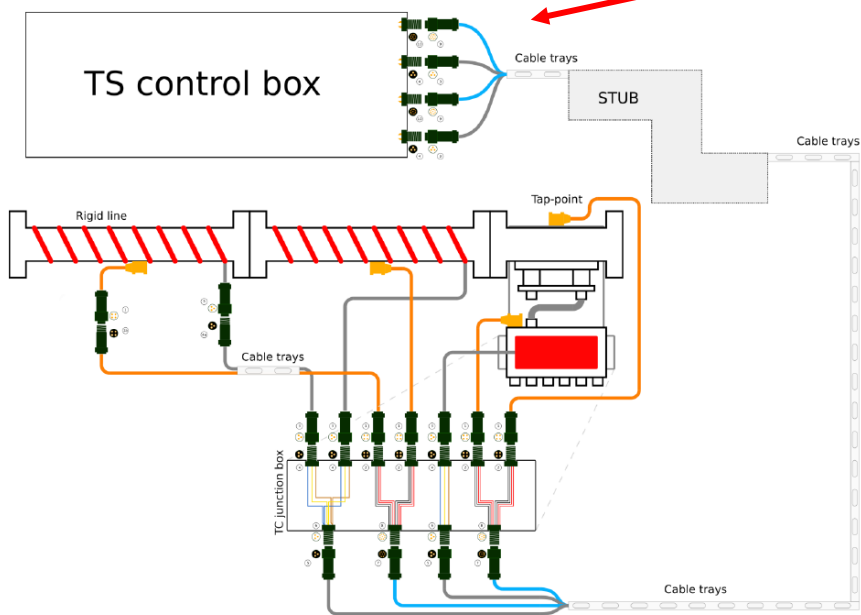 TS control box
Cable trays
STUB
Cable trays
Tap-point
Rigid line
Cable trays
TC junction box
Cable trays